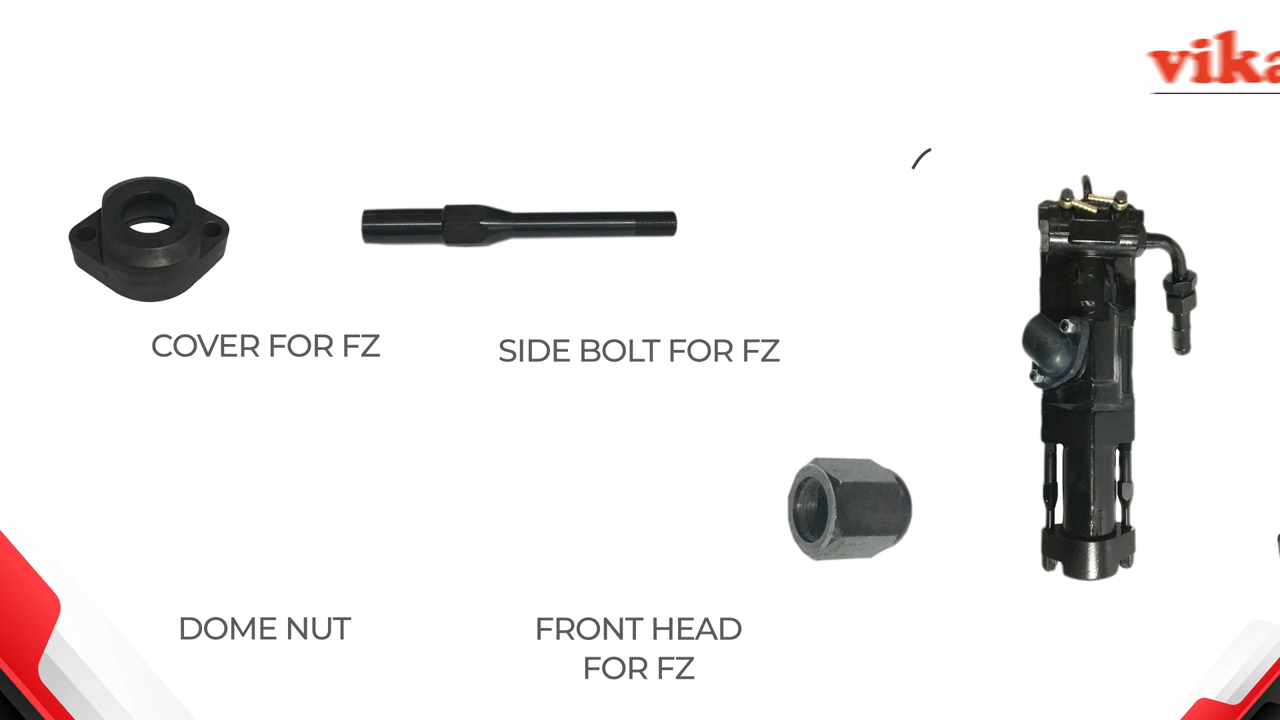 vika
COVER FOR FZ
SIDE BOLT FOR FZ
DOME NUT
FRONT HEAD
FOR FZ